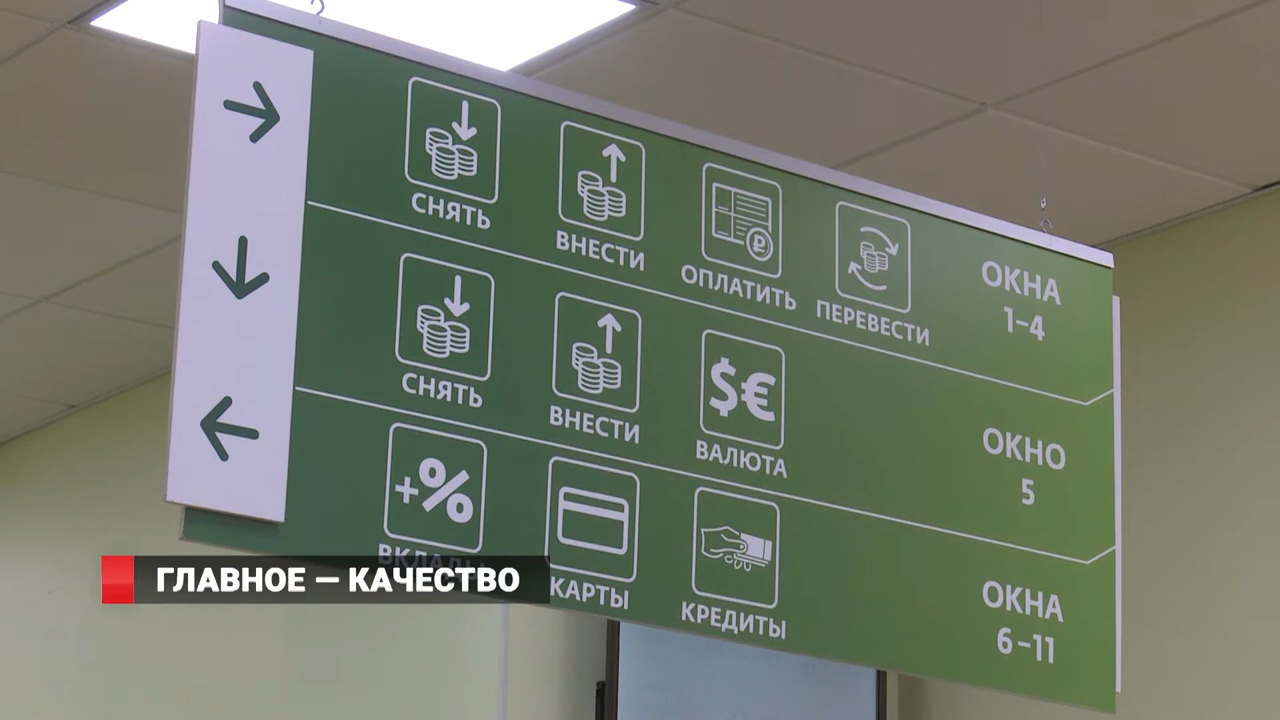 СНЯТЬ ВНЕСТИ ОПЛАТИТЬ ПЕРЕВЕСТИ
ОКНА
1–4
СНЯТЬ ВНЕСТИ $€ ВАЛЮТА
ОКНО
5
+% ВКЛАДЫ КАРТЫ КРЕДИТЫ
ОКНА
6–11
ГЛАВНОЕ — КАЧЕСТВО